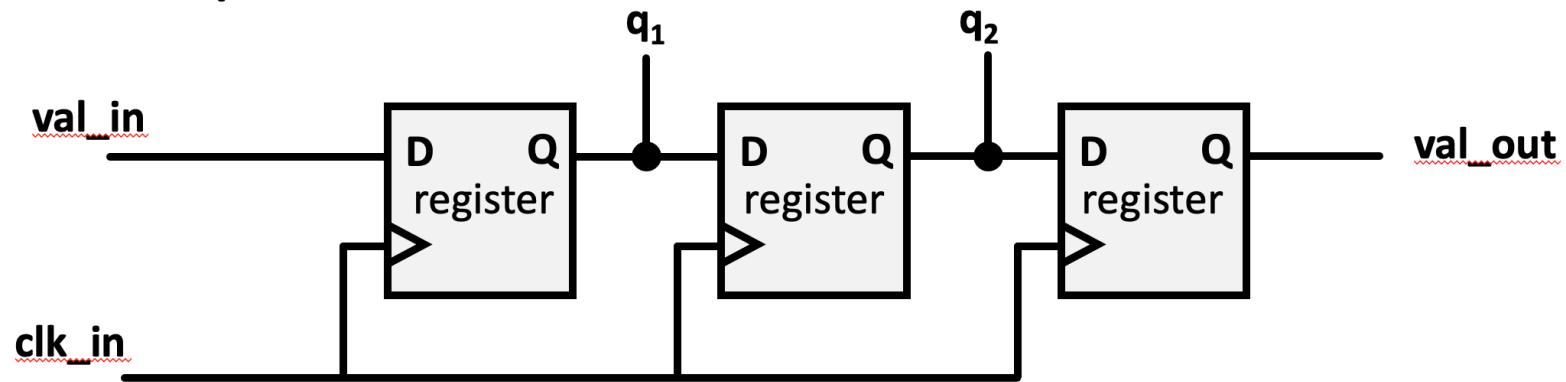 q₁
q₂
val_in
D Q
register
D Q
register
D Q
register
val_out
clk_in